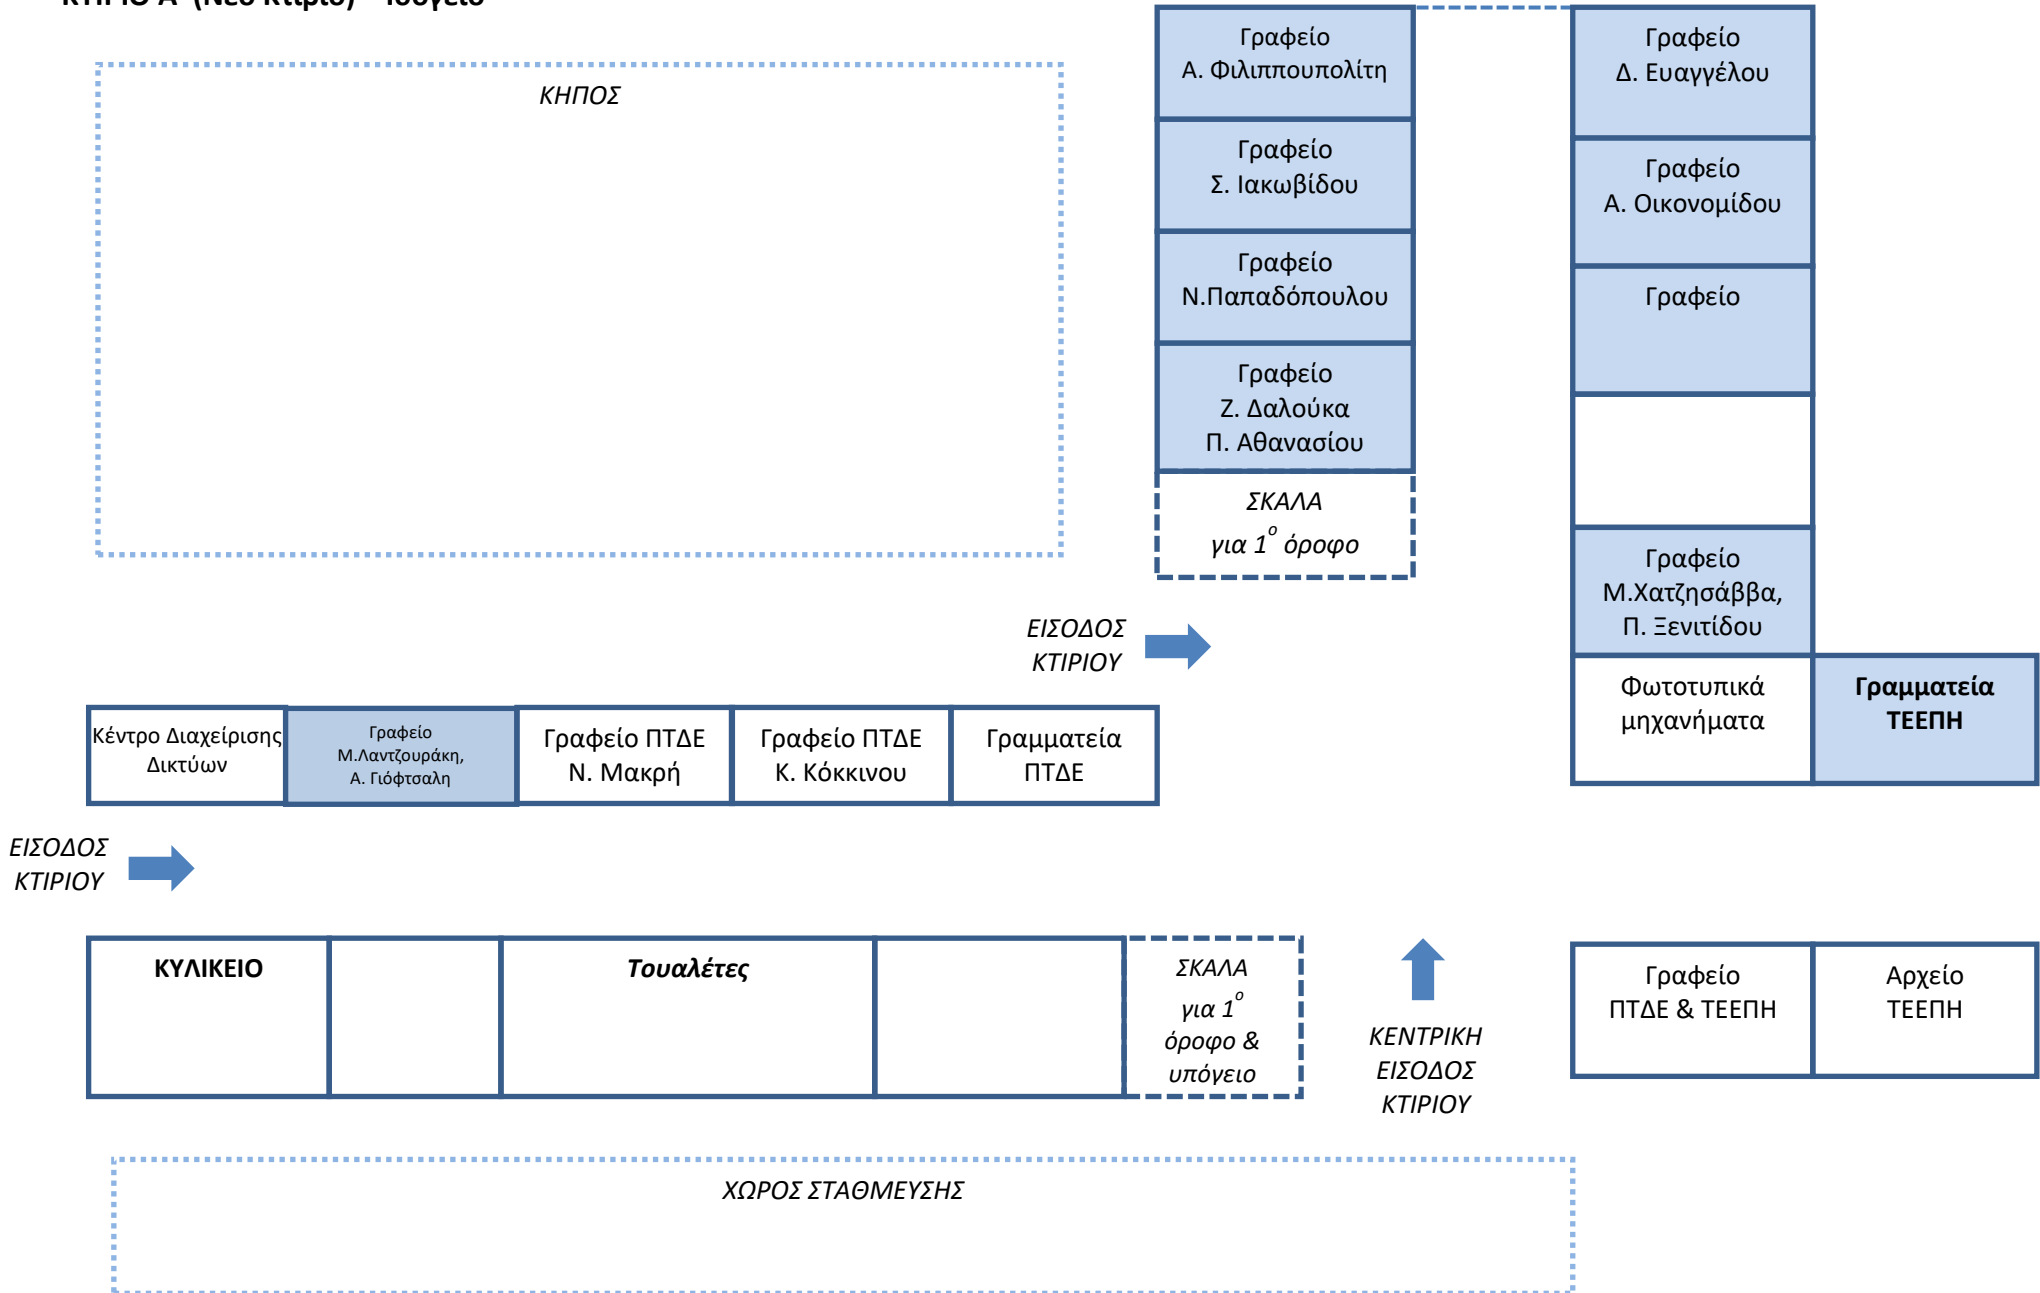 ΚΗΠΟΣ
Γραφείο
Α. Φιλιππουπολίτη
Γραφείο
Σ. Ιακωβίδου
Γραφείο
Ν.Παπαδόπουλου
Γραφείο
Ζ. Δαλούκα
Π. Αθανασίου
ΣΚΑΛΑ
για 1ο όροφο
Γραφείο
Δ. Ευαγγέλου
Γραφείο
Α. Οικονομίδου
Γραφείο
Γραφείο
Μ.Χατζησάββα,
Π. Ξενιτίδου
Φωτοτυπικά
μηχανήματα
Γραμματεία
ΤΕΕΠΗ
ΕΙΣΟΔΟΣ
ΚΤΙΡΙΟΥ
Κέντρο Διαχείρισης
Δικτύων
Γραφείο
Μ.Λαντζουράκη,
Α. Γιόφτσαλη
Γραφείο ΠΤΔΕ
Ν. Μακρή
Γραφείο ΠΤΔΕ
Κ. Κόκκινου
Γραμματεία
ΠΤΔΕ
ΕΙΣΟΔΟΣ
ΚΤΙΡΙΟΥ
ΚΥΛΙΚΕΙΟ
Τουαλέτες
ΣΚΑΛΑ
για 1ο
όροφο &
υπόγειο
ΚΕΝΤΡΙΚΗ
ΕΙΣΟΔΟΣ
ΚΤΙΡΙΟΥ
Γραφείο
ΠΤΔΕ & ΤΕΕΠΗ
Αρχείο
ΤΕΕΠΗ
ΧΩΡΟΣ ΣΤΑΘΜΕΥΣΗΣ